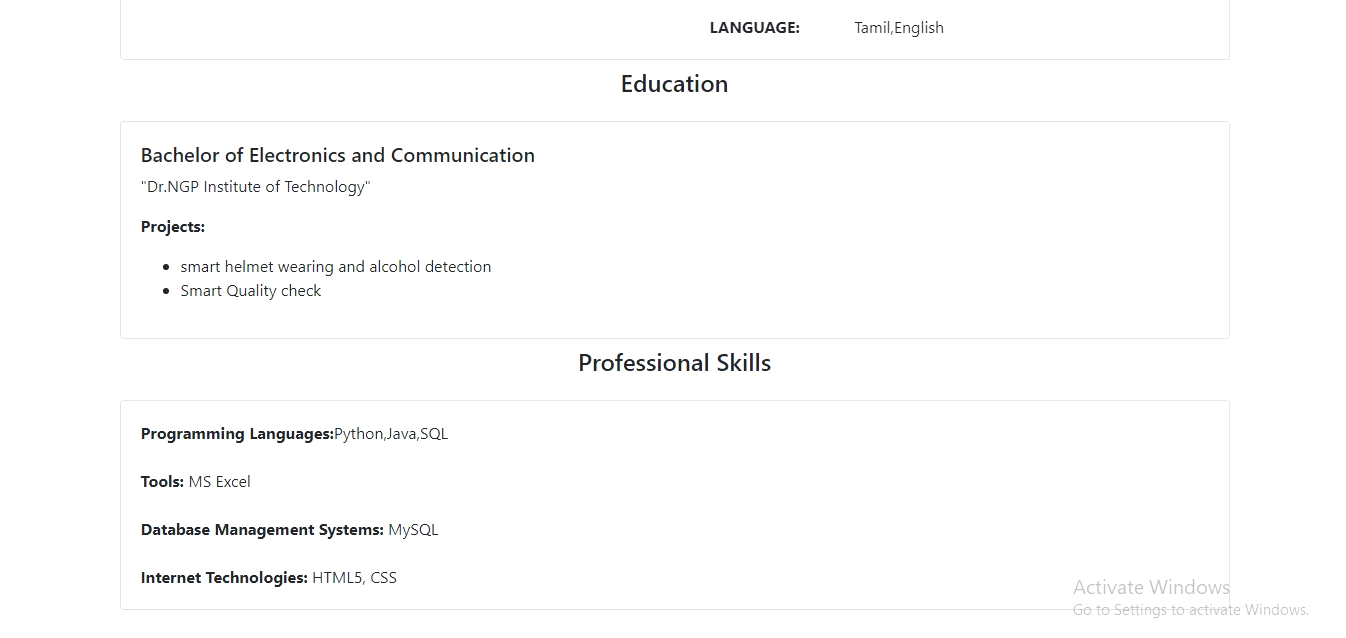 LANGUAGE: Tamil,English
Education
Bachelor of Electronics and Communication
"Dr.NGP Institute of Technology"
Projects:
smart helmet wearing and alcohol detection
Smart Quality check
Professional Skills
Programming Languages:Python,Java,SQL
Tools: MS Excel
Database Management Systems: MySQL
Internet Technologies: HTML5, CSS
Activate Windows
Go to Settings to activate Windows.